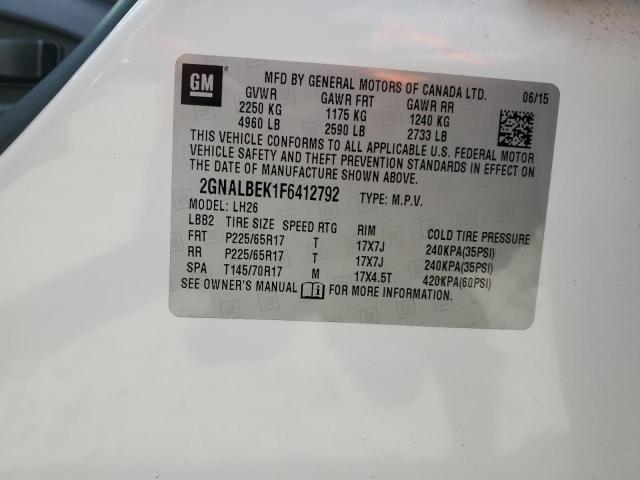 GM
MFD BY GENERAL MOTORS OF CANADA LTD. 06/15
GVWR GAWR FRT GAWR RR
2250 KG 1175 KG 1240 KG
4960 LB 2590 LB 2733 LB
THIS VEHICLE CONFORMS TO ALL APPLICABLE U.S. FEDERAL MOTOR
VEHICLE SAFETY AND THEFT PREVENTION STANDARDS IN EFFECT ON
THE DATE OF MANUFACTURE SHOWN ABOVE.
2GNALBEK1F6412792 TYPE: M.P.V.
MODEL: LH26
LBB2 TIRE SIZE SPEED RTG RIM COLD TIRE PRESSURE
FRT P225/65R17 T 17X7J 240KPA(35PSI)
RR P225/65R17 T 17X7J 240KPA(35PSI)
SPA T145/70R17 M 17X4.5T 420KPA(60PSI)
SEE OWNER'S MANUAL FOR MORE INFORMATION.